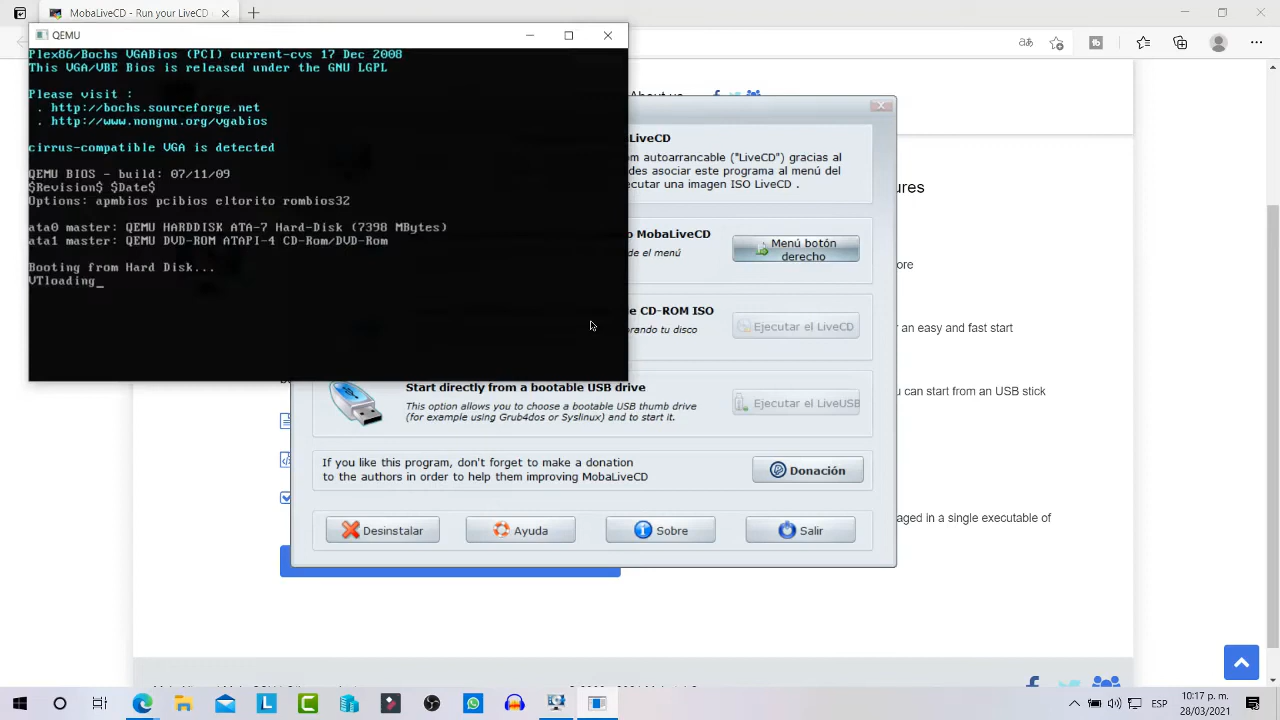 MobaLiveCD - Run your LiveCD
QEMU
Plex86/Bochs VGABios (PCI) current-cvs 17 Dec 2008
This VGA/VBE Bios is released under the GNU LGPL
Please visit :
. http://bochs.sourceforge.net
. http://www.nongnu.org/vgabios
cirrus-compatible VGA is detected
QEMU BIOS - build: 07/11/09
$Revision$ $Date$
Options: apmbios pcibios eltorito rombios32
ata0 master: QEMU HARDDISK ATA-7 Hard-Disk (7398 MBytes)
ata1 master: QEMU DVD-ROM ATAPI-4 CD-Rom/DVD-Rom
Booting from Hard Disk...
VTloading_
LiveCD
om autoarrancable ("LiveCD") gracias al
des asociar este programa al menú del
ecutar una imagen ISO LiveCD .
o MobaLiveCD
de el menú
Menú botón
derecho
e CD-ROM ISO
orando tu disco
Ejecutar el LiveCD
Start directly from a bootable USB drive
This option allows you to choose a bootable USB thumb drive
(for example using Grub4dos or Syslinux) and to start it.
Ejecutar el LiveUSB
If you like this program, don't forget to make a donation
to the authors in order to help them improving MobaLiveCD
Donación
Desinstalar
Ayuda
Sobre
Salir
ures
ore
r an easy and fast start
u can start from an USB stick
aged in a single executable of
ESP
10:17 p. m.
28/03/2021